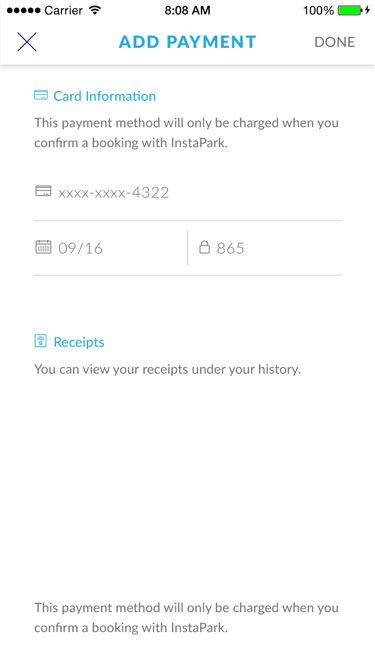 Carrier 8:08 AM 100%
ADD PAYMENT DONE
Card Information
This payment method will only be charged when you
confirm a booking with InstaPark.
xxxx-xxxx-4322
09/16 865
Receipts
You can view your receipts under your history.
This payment method will only be charged when you
confirm a booking with InstaPark.